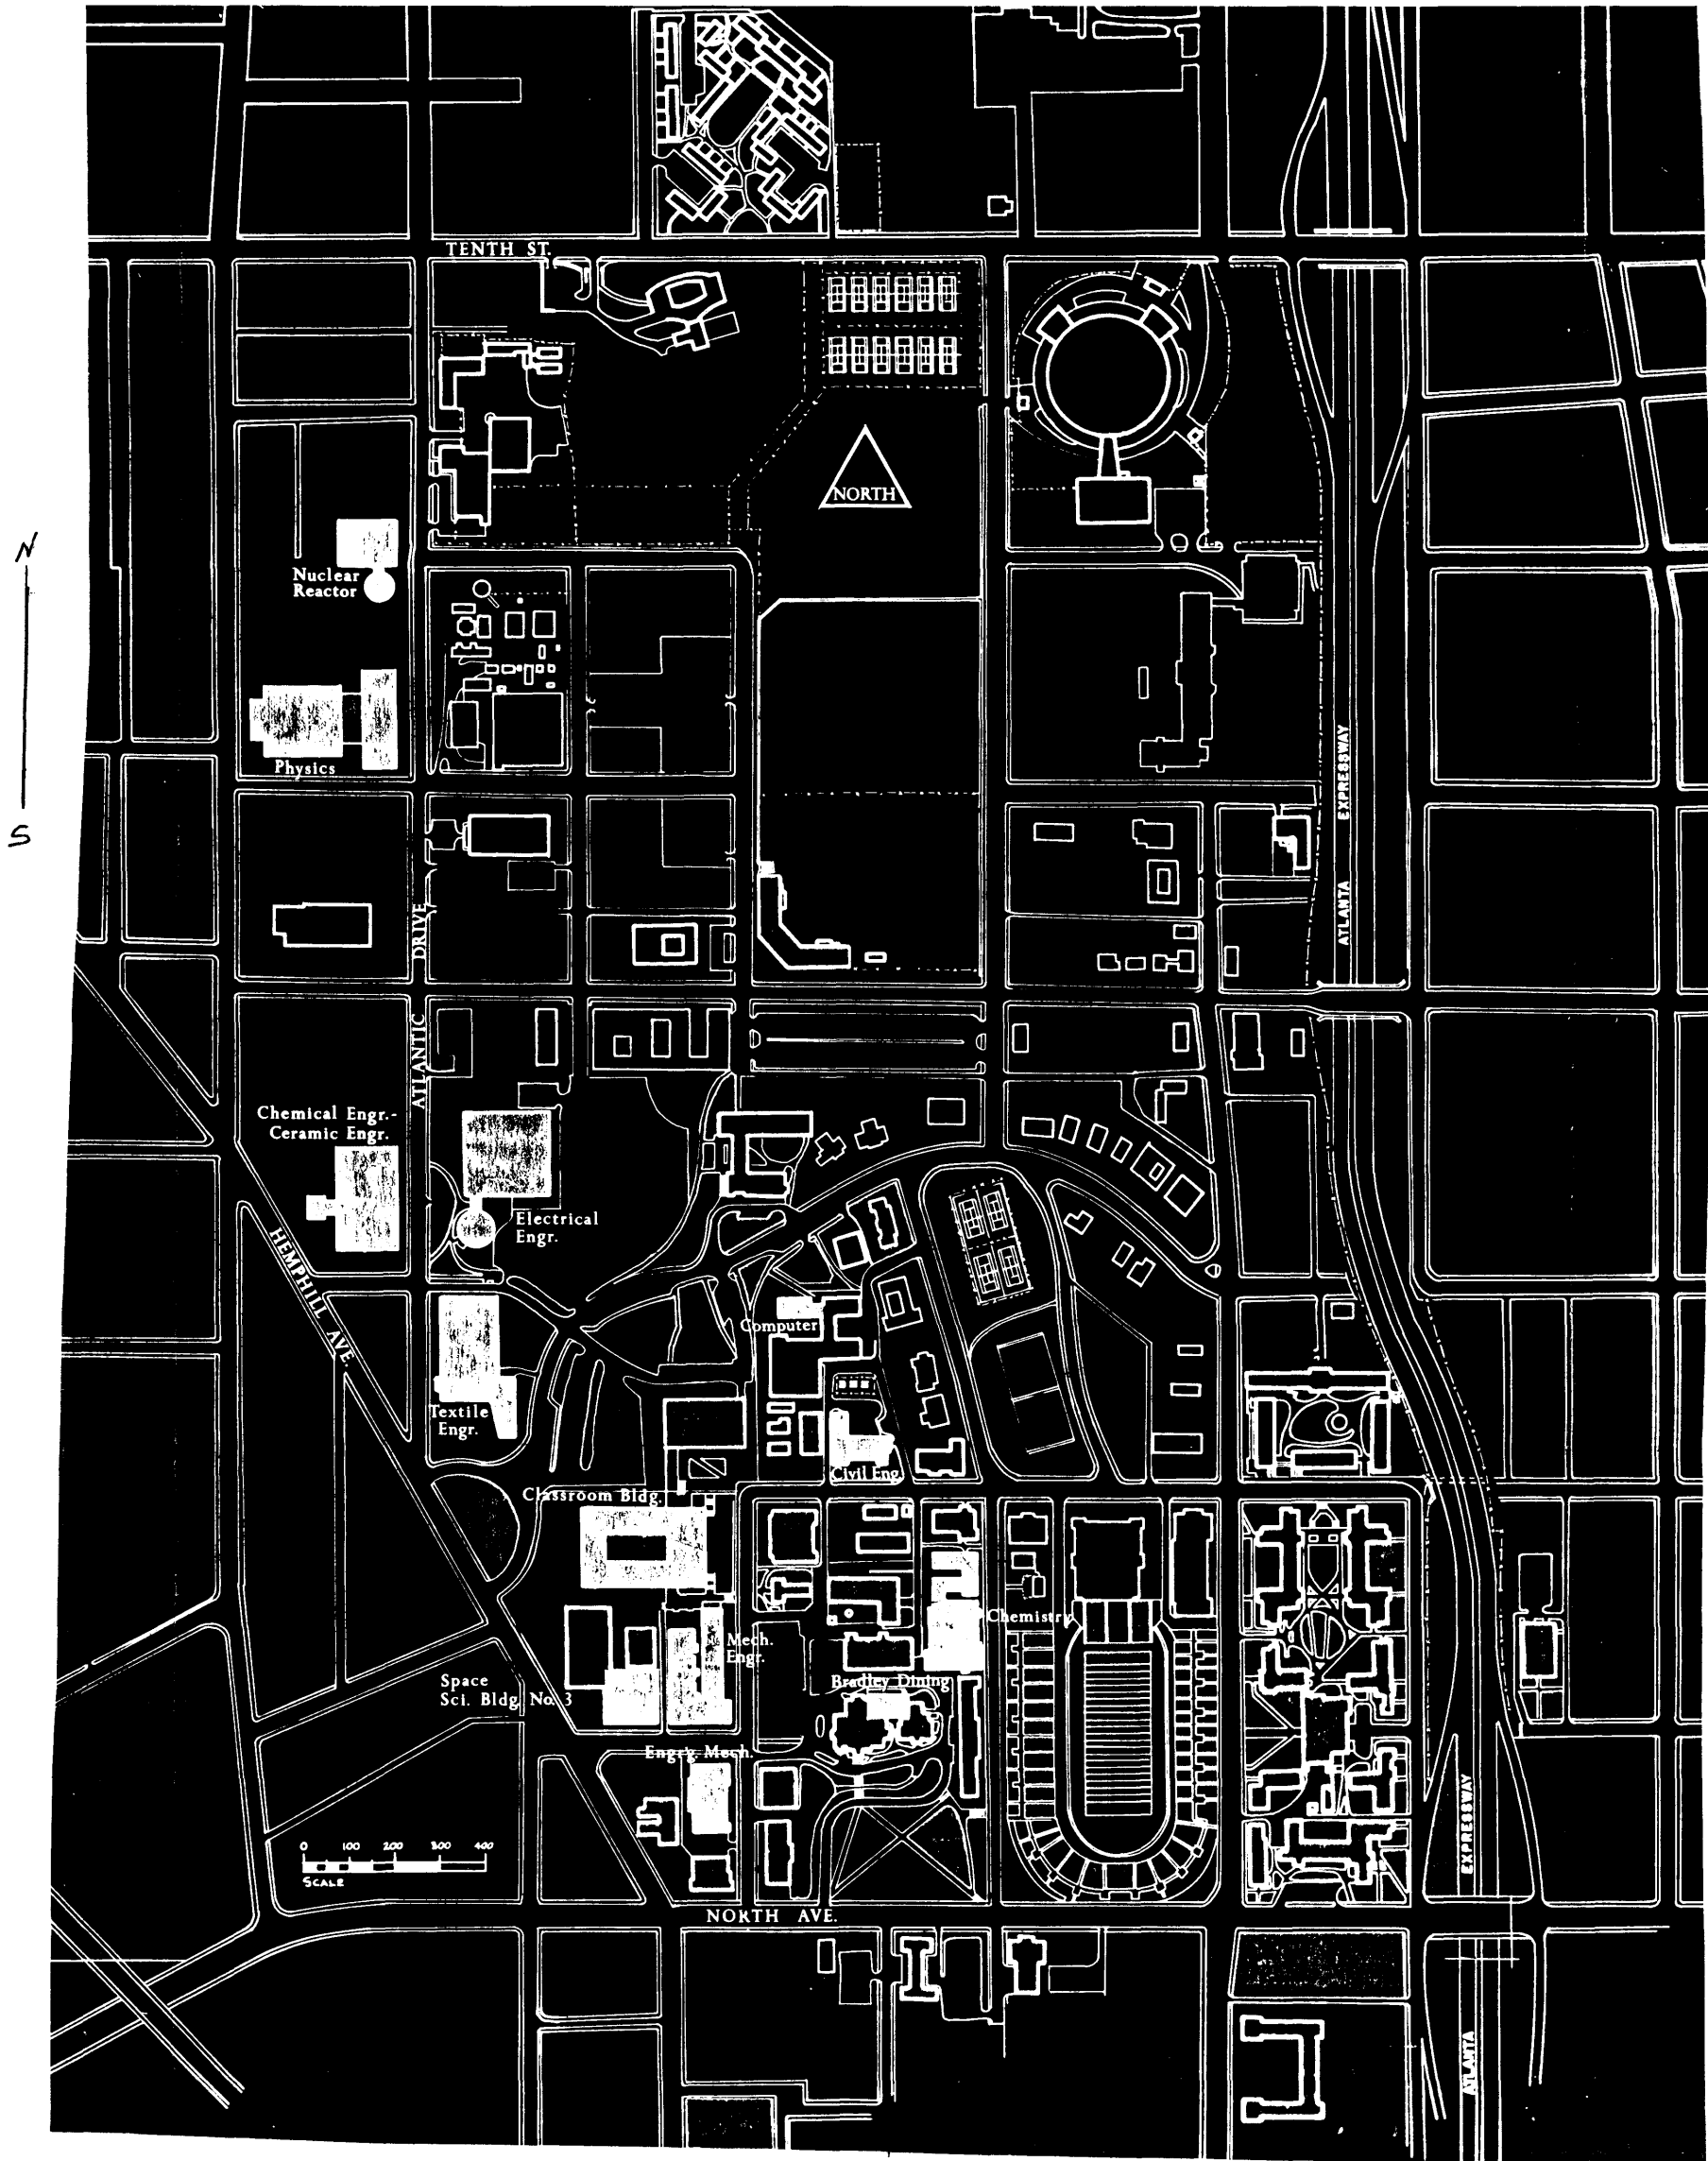 TENTH ST.
NORTH
N
S
Nuclear
Reactor
Physics
ATLANTIC DRIVE
ATLANTA EXPRESSWAY
Chemical Engr.-
Ceramic Engr.
Electrical
Engr.
HEMPHILL AVE.
Computer
Textile
Engr.
Civil Eng.
Classroom Bldg.
Chemistry
Mech.
Engr.
Space
Sci. Bldg. No. 3
Bradley Dining
Engr'g. Mech.
0 100 200 300 400
SCALE
NORTH AVE.
ATLANTA EXPRESSWAY